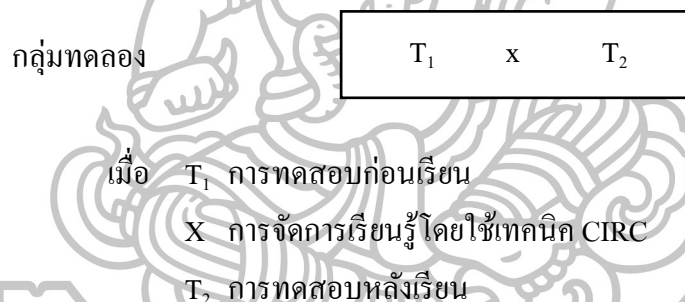 กลุ่มทดลอง T₁ x T₂
เมื่อ T₁ การทดสอบก่อนเรียน
X การจัดการเรียนรู้โดยใช้เทคนิค CIRC
T₂ การทดสอบหลังเรียน